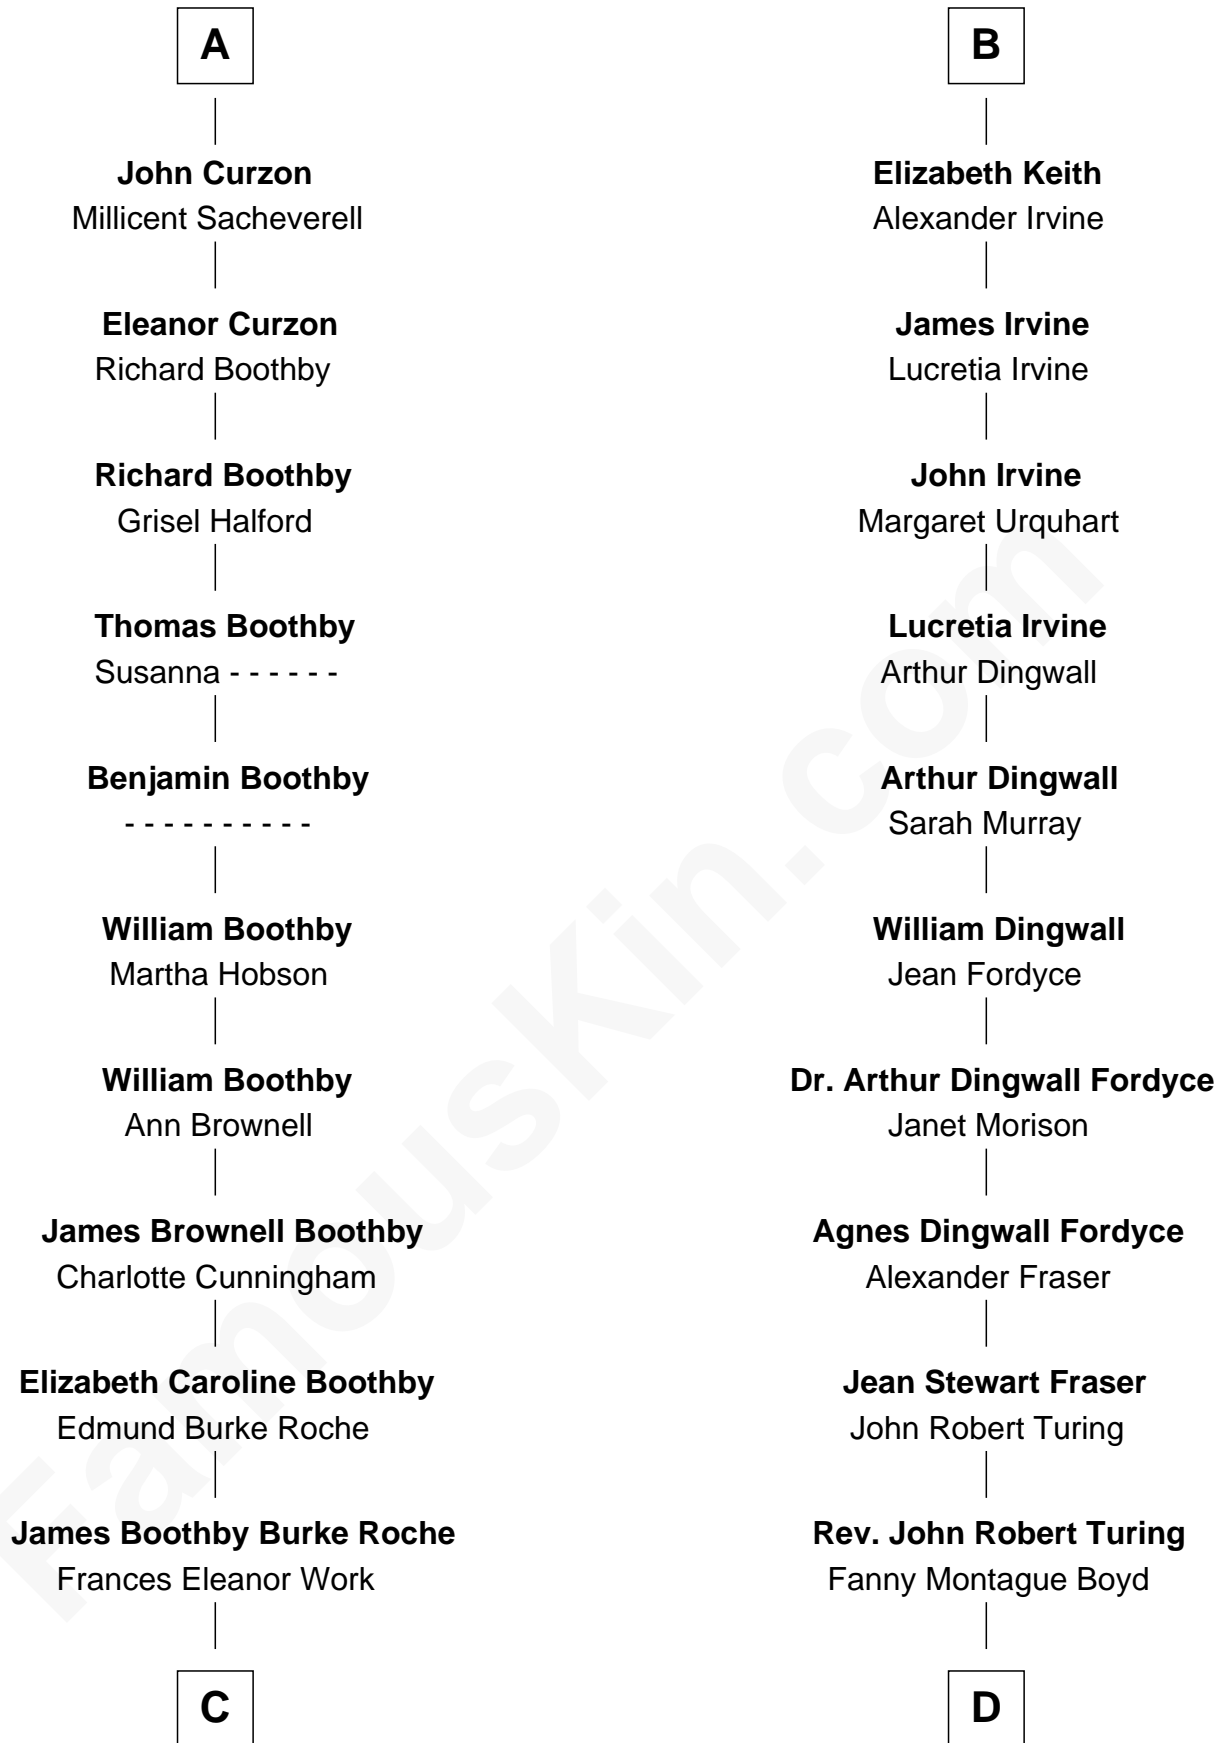 A
John Curzon
Millicent Sacheverell
Eleanor Curzon
Richard Boothby
Richard Boothby
Grisel Halford
Thomas Boothby
Susanna - - - - - -
Benjamin Boothby
- - - - - - - - - -
William Boothby
Martha Hobson
William Boothby
Ann Brownell
James Brownell Boothby
Charlotte Cunningham
Elizabeth Caroline Boothby
Edmund Burke Roche
James Boothby Burke Roche
Frances Eleanor Work
C
B
Elizabeth Keith
Alexander Irvine
James Irvine
Lucretia Irvine
John Irvine
Margaret Urquhart
Lucretia Irvine
Arthur Dingwall
Arthur Dingwall
Sarah Murray
William Dingwall
Jean Fordyce
Dr. Arthur Dingwall Fordyce
Janet Morison
Agnes Dingwall Fordyce
Alexander Fraser
Jean Stewart Fraser
John Robert Turing
Rev. John Robert Turing
Fanny Montague Boyd
D
FamousKin.com